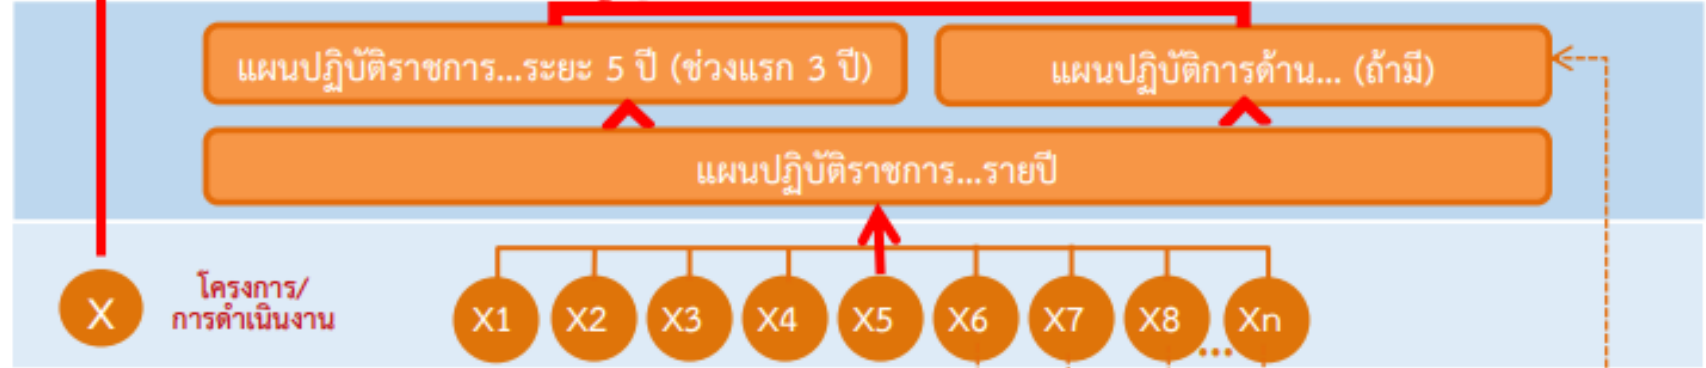 แผนปฏิบัติราชการ...ระยะ 5 ปี (ช่วงแรก 3 ปี)
แผนปฏิบัติการด้าน... (ถ้ามี)
แผนปฏิบัติราชการ...รายปี
X
โครงการ/
การดำเนินงาน
X1 X2 X3 X4 X5 X6 X7 X8 ... Xn